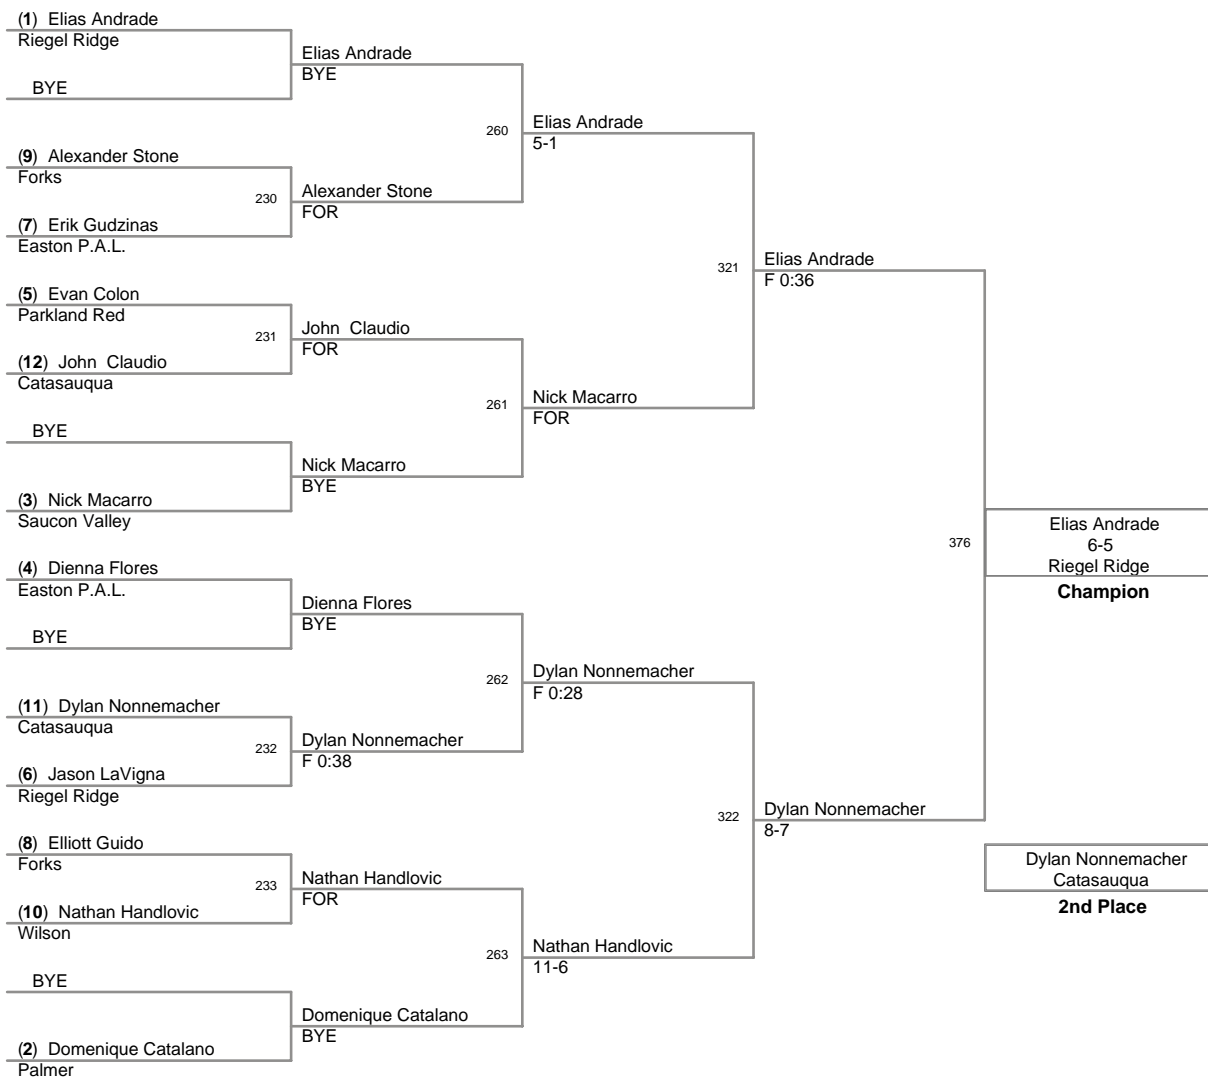 (1) Elias Andrade
Riegel Ridge
Elias Andrade
BYE
BYE
260
Elias Andrade
5-1
(9) Alexander Stone
Forks
230
Alexander Stone
FOR
(7) Erik Gudzinas
Easton P.A.L.
321
Elias Andrade
F 0:36
(5) Evan Colon
Parkland Red
231
John Claudio
FOR
(12) John Claudio
Catasauqua
261
Nick Macarro
FOR
BYE
Nick Macarro
BYE
(3) Nick Macarro
Saucon Valley
376
Elias Andrade
6-5
Riegel Ridge
Champion
(4) Dienna Flores
Easton P.A.L.
Dienna Flores
BYE
BYE
262
Dylan Nonnemacher
F 0:28
(11) Dylan Nonnemacher
Catasauqua
232
Dylan Nonnemacher
F 0:38
(6) Jason LaVigna
Riegel Ridge
322
Dylan Nonnemacher
8-7
(8) Elliott Guido
Forks
233
Nathan Handlovic
FOR
(10) Nathan Handlovic
Wilson
Dylan Nonnemacher
Catasauqua
2nd Place
263
Nathan Handlovic
11-6
BYE
Domenique Catalano
BYE
(2) Domenique Catalano
Palmer